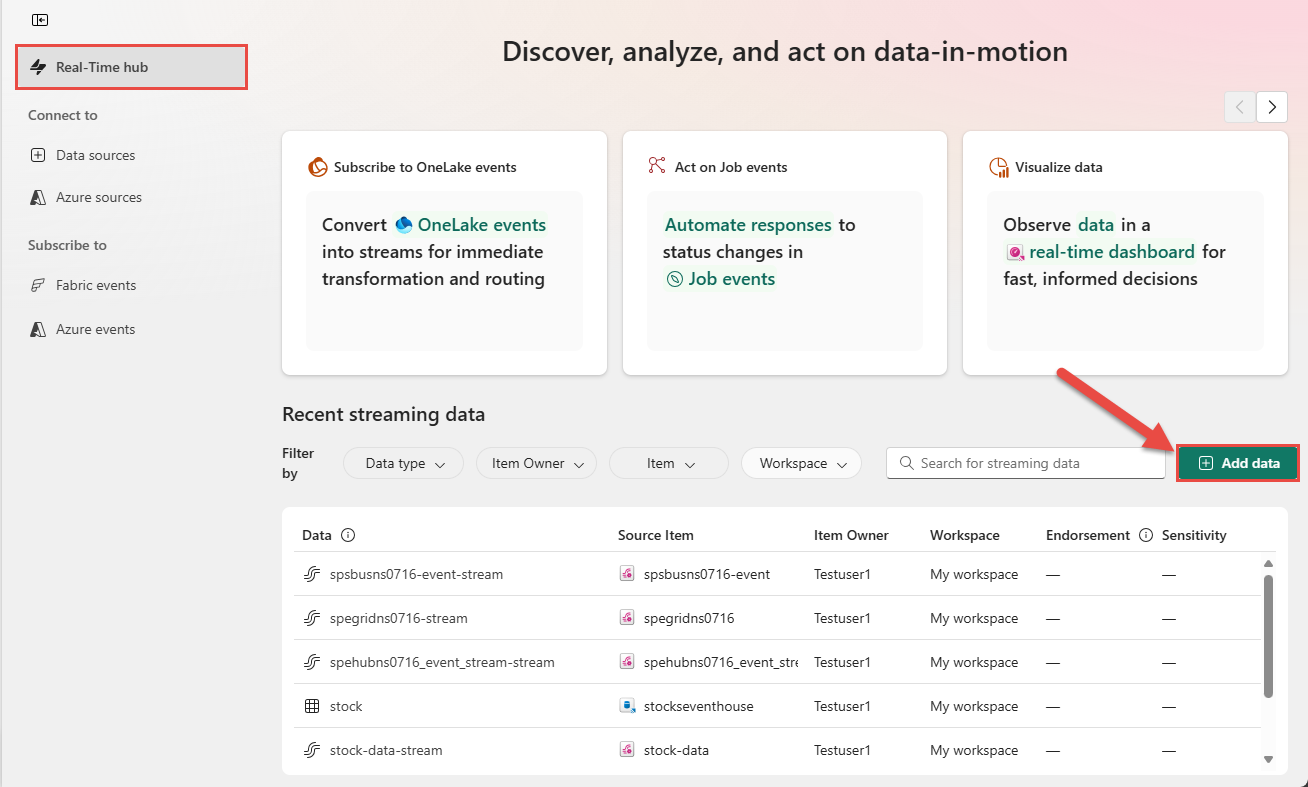 Real-Time hub
Connect to
Data sources
Azure sources
Subscribe to
Fabric events
Azure events
Discover, analyze, and act on data-in-motion
Subscribe to OneLake events
Convert OneLake events
into streams for immediate
transformation and routing
Act on Job events
Automate responses to
status changes in
Job events
Visualize data
Observe data in a
real-time dashboard for
fast, informed decisions
Recent streaming data
Filter
by
Data type
Item Owner
Item
Workspace
Search for streaming data
Add data
Data Source Item Item Owner Workspace Endorsement Sensitivity
spsbusns0716-event-stream spsbusns0716-event Testuser1 My workspace — —
spegridns0716-stream spegridns0716 Testuser1 My workspace — —
spehubns0716_event_stream-stream spehubns0716_event_stre Testuser1 My workspace — —
stock stockseventhouse Testuser1 My workspace — —
stock-data-stream stock-data Testuser1 My workspace — —